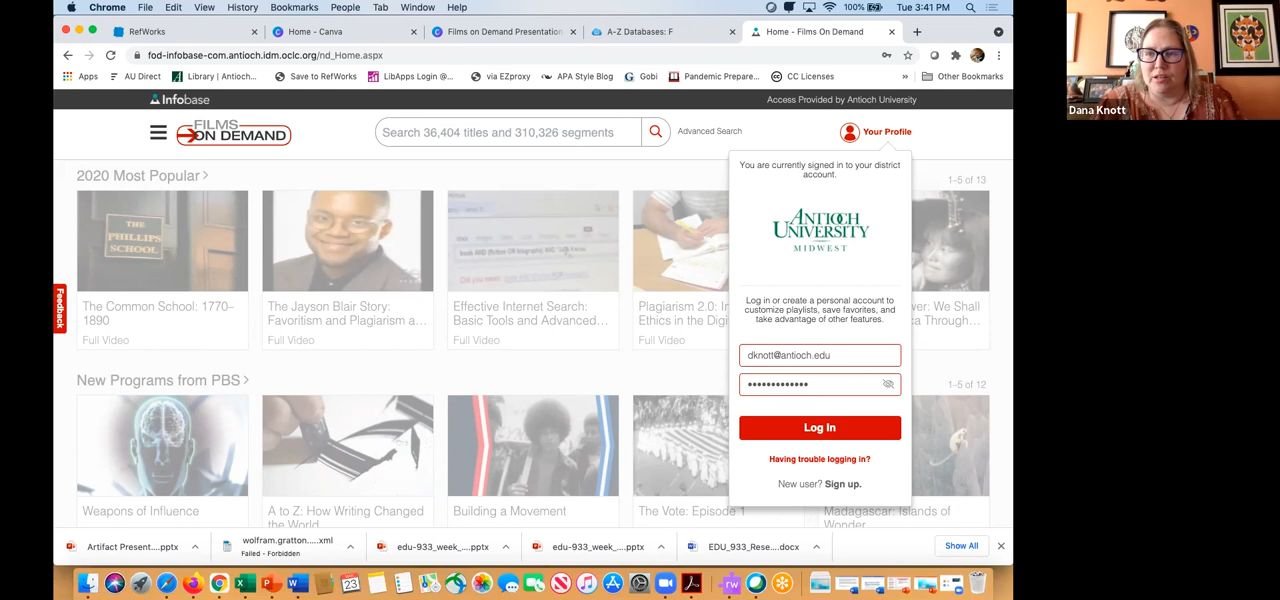 Chrome File Edit View History Bookmarks People Tab Window Help 100% Tue 3:41 PM
RefWorks Home - Canva Films on Demand Presentation A-Z Databases: F Home - Films On Demand
fod-infobase-com.antioch.idm.oclc.org/nd_Home.aspx
Apps AU Direct Library | Antioch... Save to RefWorks LibApps Login @... via EZproxy APA Style Blog Gobi Pandemic Prepare... CC Licenses » Other Bookmarks
Infobase Access Provided by Antioch University
FILMS ON DEMAND
Search 36,404 titles and 310,326 segments
Advanced Search
Your Profile
You are currently signed in to your district
account.
ANTIOCH
UNIVERSITY
MIDWEST
Log in or create a personal account to
customize playlists, save favorites, and
take advantage of other features.
dknott@antioch.edu
•••••••••••••
Log In
Having trouble logging in?
New user? Sign up.
2020 Most Popular >
1-5 of 13
THE
PHILLIPS
SCHOOL
The Common School: 1770–
1890
Full Video
The Jayson Blair Story:
Favoritism and Plagiarism a...
Full Video
Effective Internet Search:
Basic Tools and Advanced...
Full Video
Plagiarism 2.0:
Ethics in the Digi
Full Video
wer: We Shall
ca Through...
Feedback
New Programs from PBS >
1-5 of 12
Weapons of Influence
A to Z: How Writing Changed
the World
Building a Movement
The Vote: Episode 1
Madagascar: Islands of
Wonder
Artifact Present....pptx
wolfram.gratton.....xml
Failed - Forbidden
edu-933_week_....pptx
edu-933_week_....pptx
EDU_933_Rese....docx
Show All
23
rw
Dana Knott